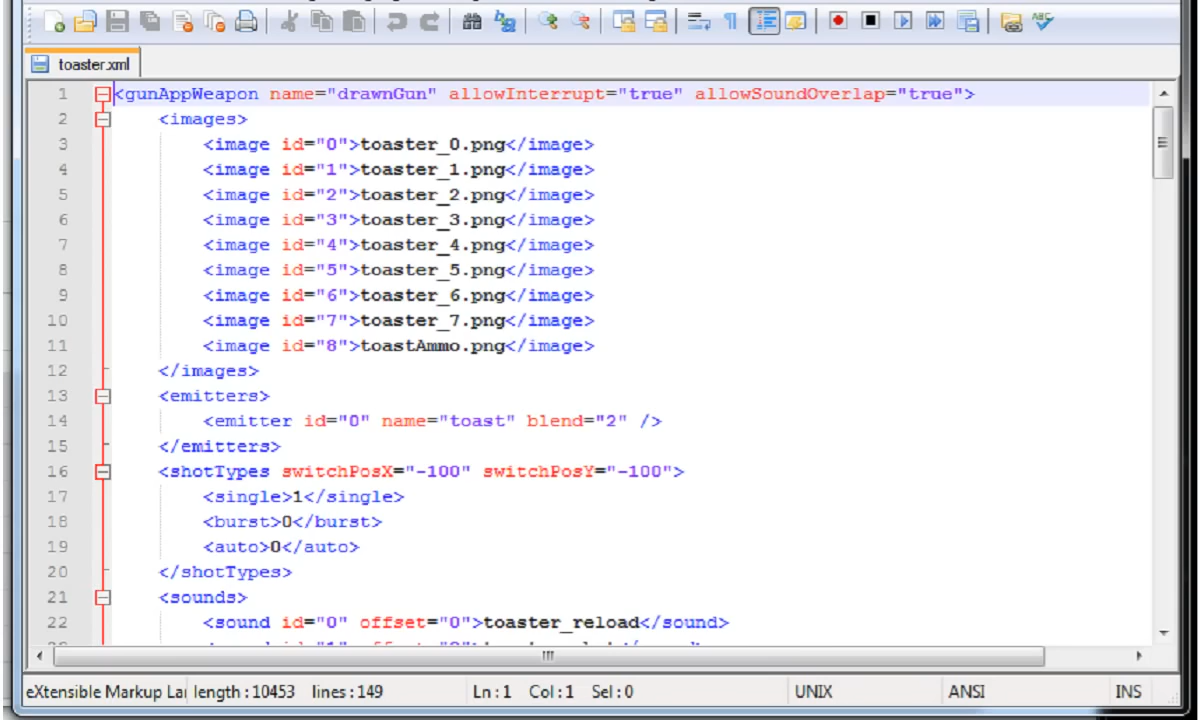 toaster.xml
1 <gunAppWeapon name="drawnGun" allowInterrupt="true" allowSoundOverlap="true">
2 <images>
3 <image id="0">toaster_0.png</image>
4 <image id="1">toaster_1.png</image>
5 <image id="2">toaster_2.png</image>
6 <image id="3">toaster_3.png</image>
7 <image id="4">toaster_4.png</image>
8 <image id="5">toaster_5.png</image>
9 <image id="6">toaster_6.png</image>
10 <image id="7">toaster_7.png</image>
11 <image id="8">toastAmmo.png</image>
12 </images>
13 <emitters>
14 <emitter id="0" name="toast" blend="2" />
15 </emitters>
16 <shotTypes switchPosX="-100" switchPosY="-100">
17 <single>1</single>
18 <burst>0</burst>
19 <auto>0</auto>
20 </shotTypes>
21 <sounds>
22 <sound id="0" offset="0">toaster_reload</sound>
eXtensible Markup Lar length : 10453 lines : 149 Ln : 1 Col : 1 Sel : 0 UNIX ANSI INS